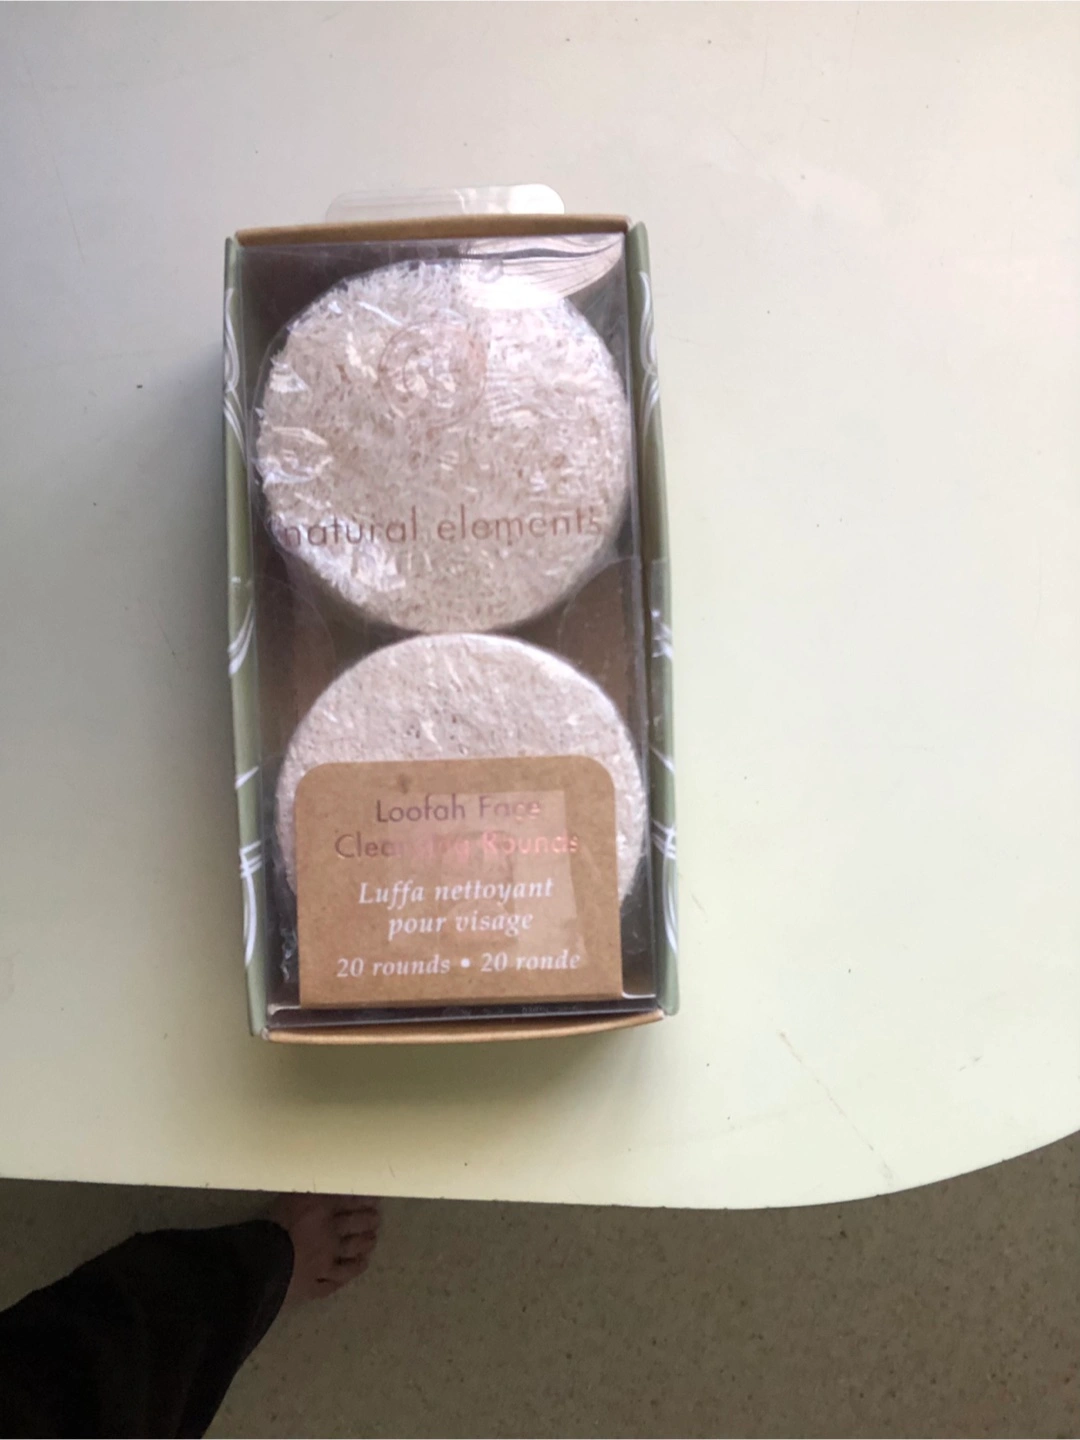 natural elements
Loofah Face
Cleansing Rounds
Luffa nettoyant
pour visage
20 rounds • 20 ronde